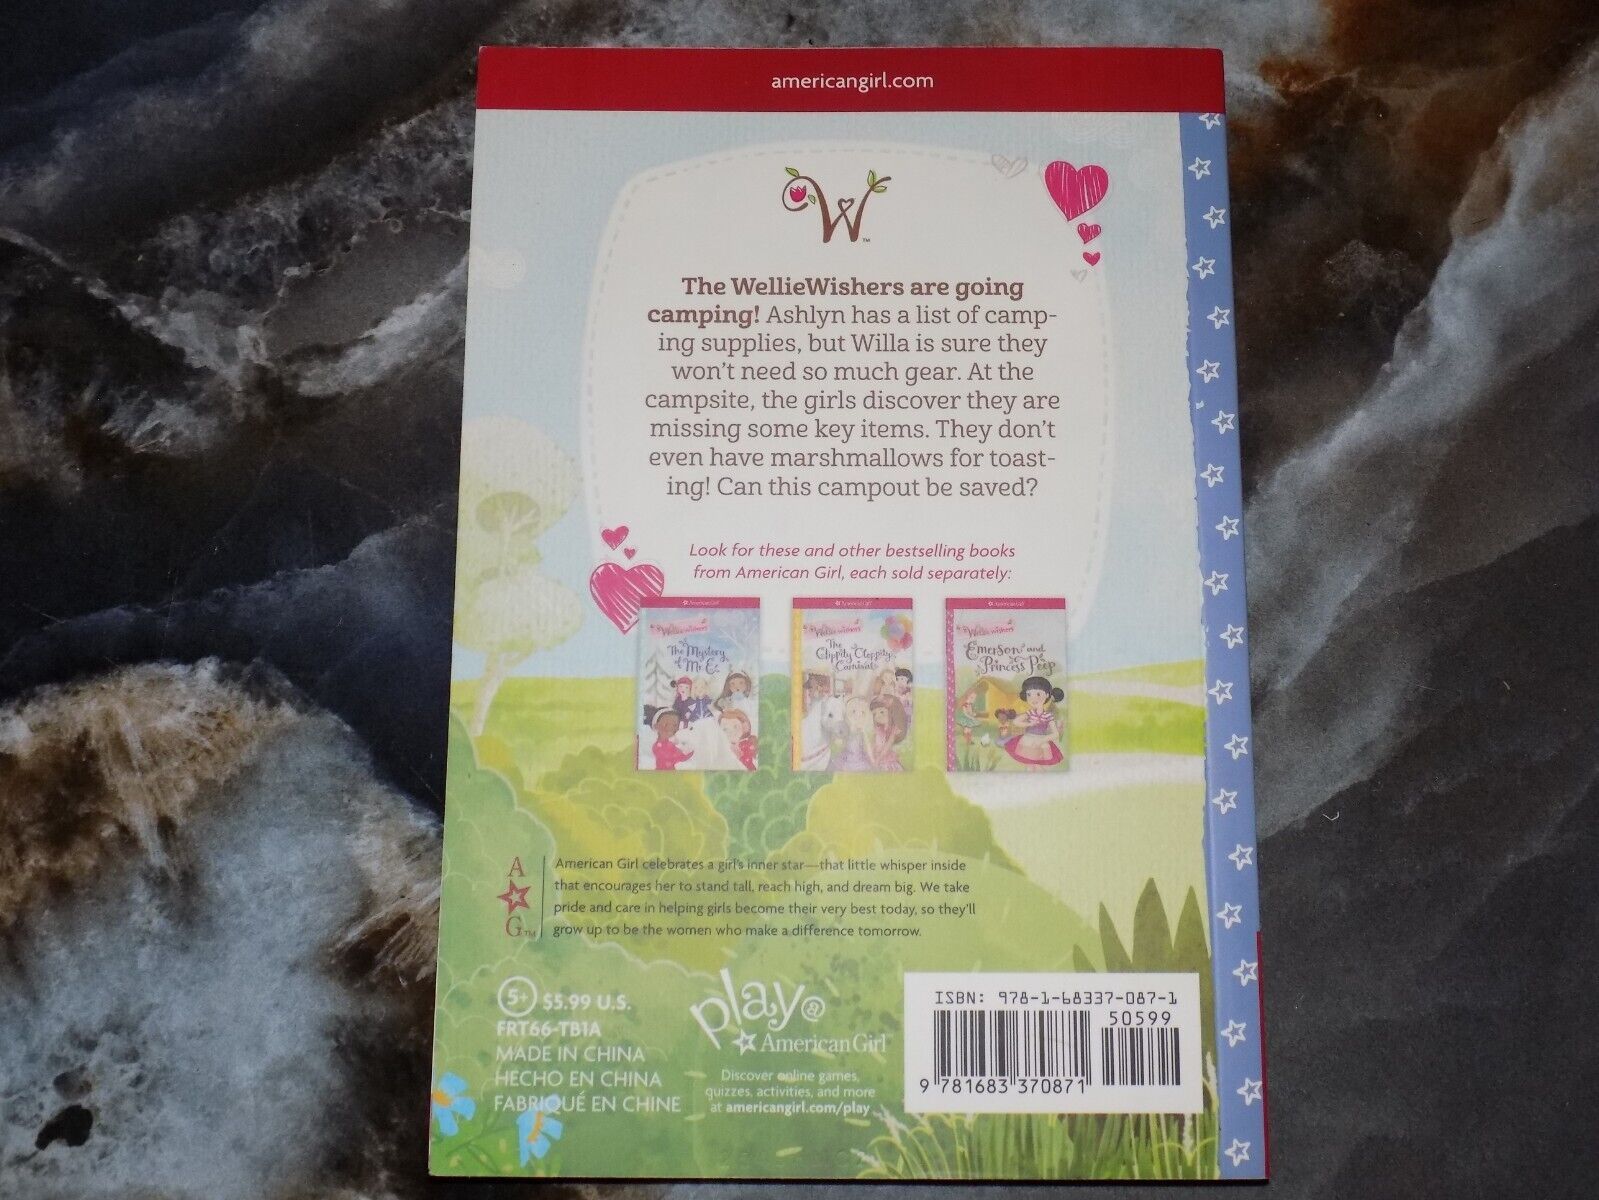 americangirl.com
W™
The WellieWishers are going
camping! Ashlyn has a list of camp-
ing supplies, but Willa is sure they
won't need so much gear. At the
campsite, the girls discover they are
missing some key items. They don't
even have marshmallows for toast-
ing! Can this campout be saved?
Look for these and other bestselling books
from American Girl, each sold separately:
American Girl
WellieWishers
The Mystery
of Mr. E
American Girl
WellieWishers
The
Clippity-Cloppity
Carnival
American Girl
WellieWishers
Emerson and
Princess Peep
A
G™
American Girl celebrates a girl's inner star—that little whisper inside
that encourages her to stand tall, reach high, and dream big. We take
pride and care in helping girls become their very best today, so they'll
grow up to be the women who make a difference tomorrow.
5+ $5.99 U.S.
FRT66-TB1A
MADE IN CHINA
HECHO EN CHINA
FABRIQUÉ EN CHINE
play@
American Girl
Discover online games,
quizzes, activities, and more
at americangirl.com/play
ISBN: 978-1-68337-087-1
50599
9 781683 370871